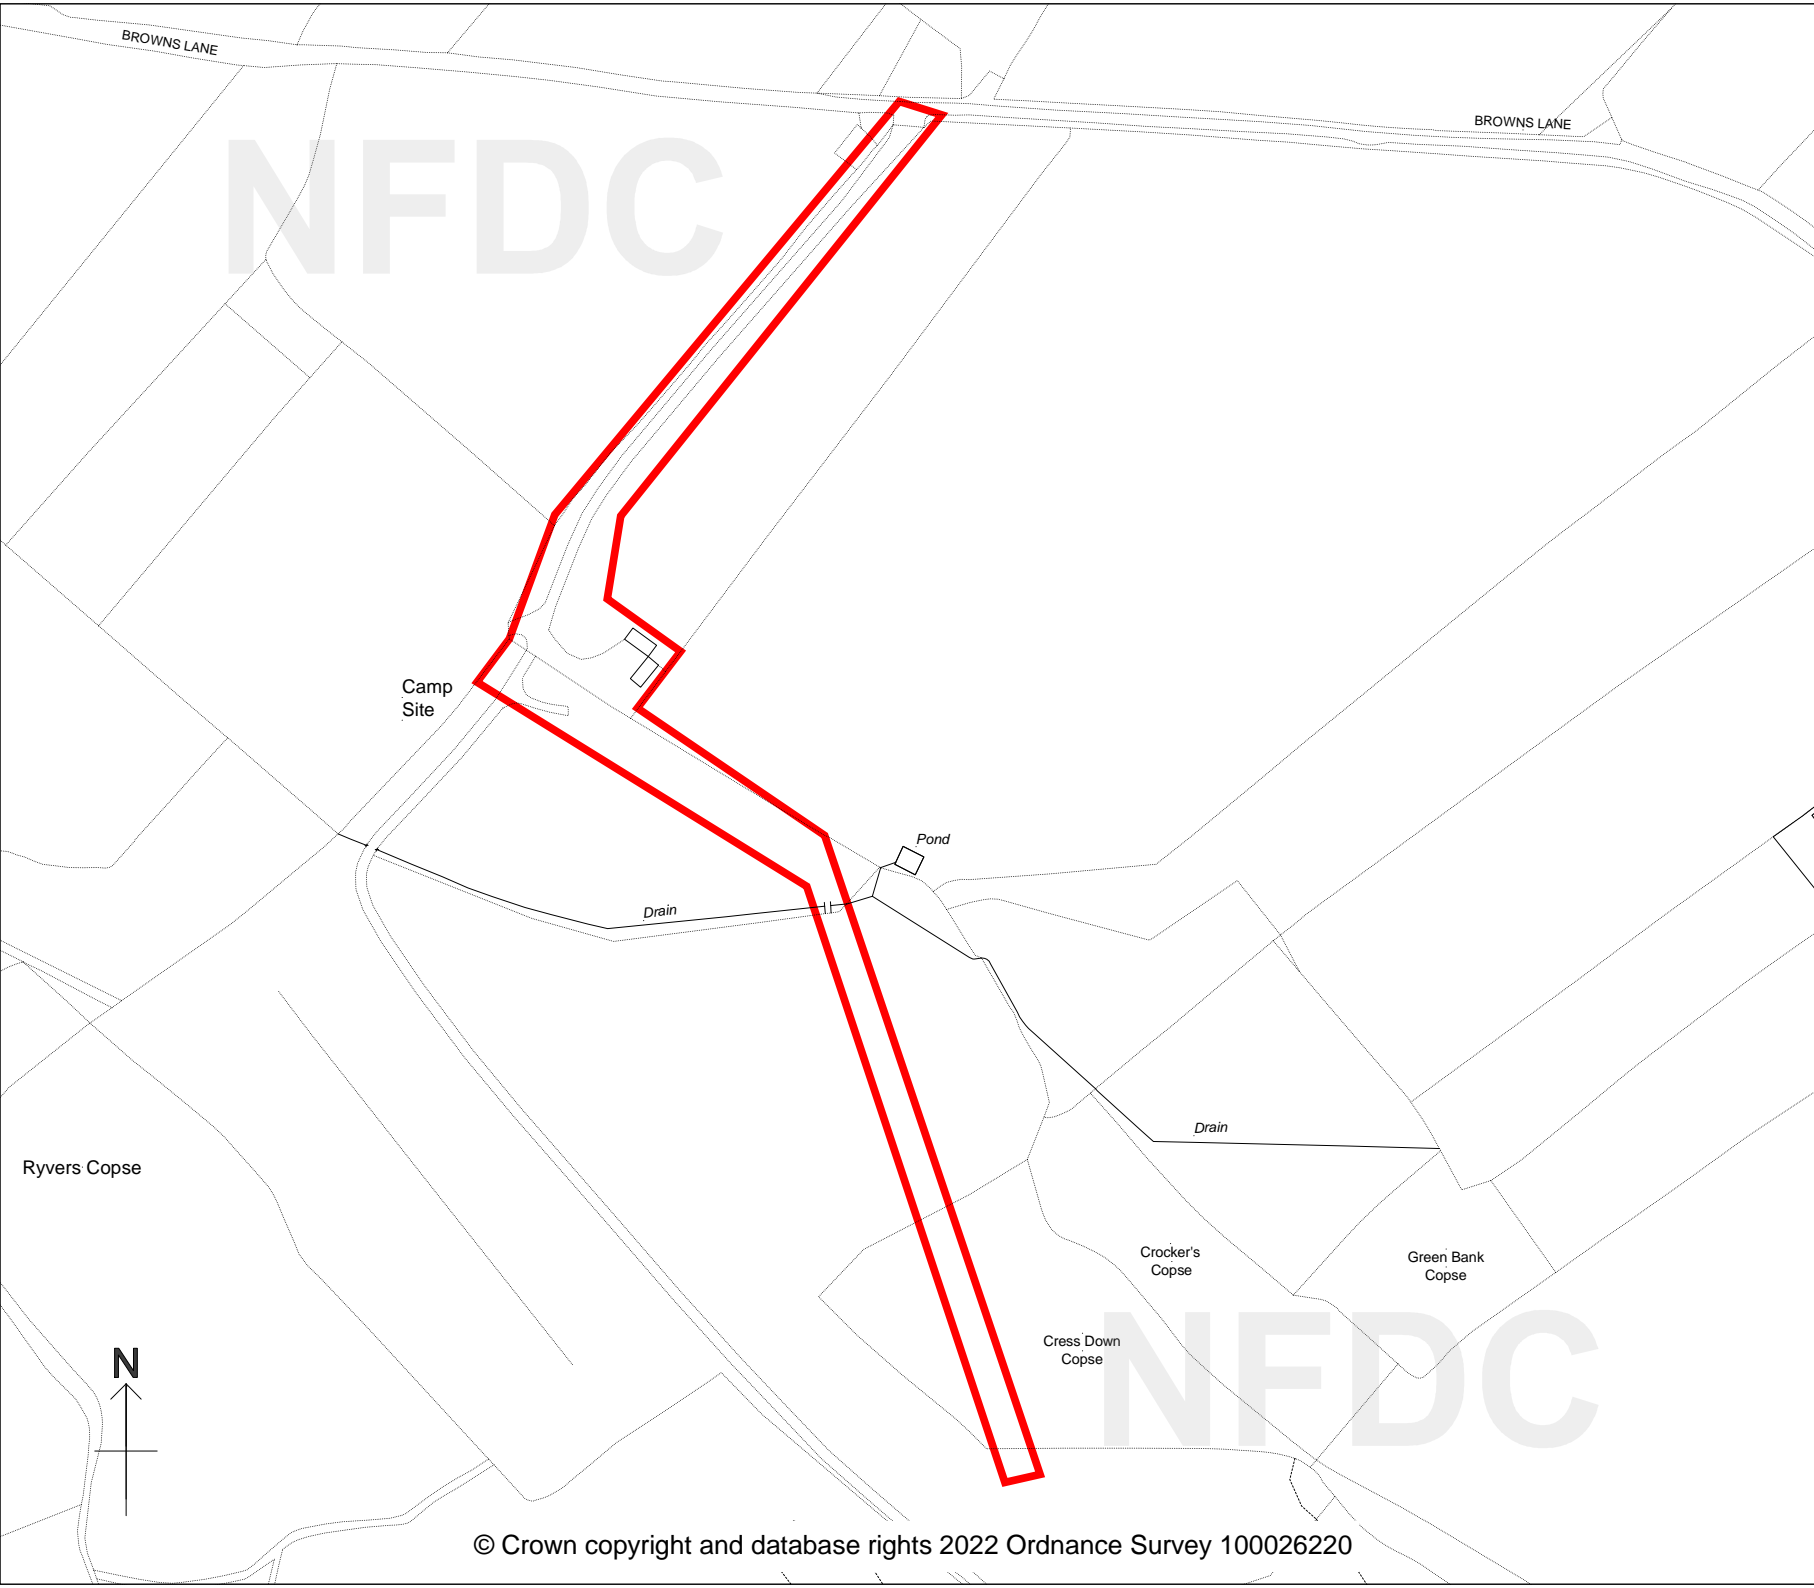 BROWNS LANE
BROWNS LANE
NFDC
Camp
Site
Pond
Drain
Drain
Ryvers Copse
Crocker's
Copse
Green Bank
Copse
Cress Down
Copse
NFDC
N
© Crown copyright and database rights 2022 Ordnance Survey 100026220